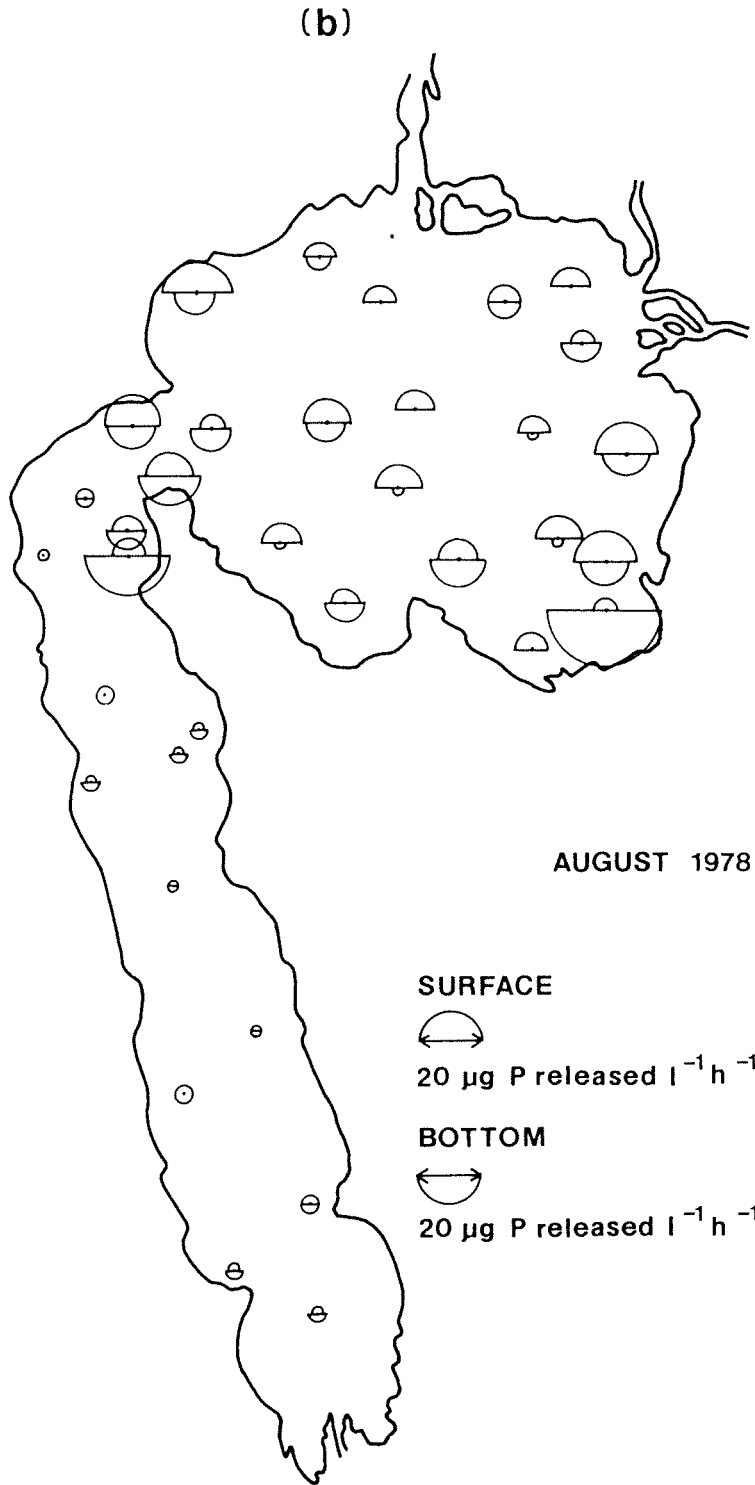 (b)
AUGUST 1978
SURFACE
20 µg P released l⁻¹ h⁻¹
BOTTOM
20 µg P released l⁻¹ h⁻¹